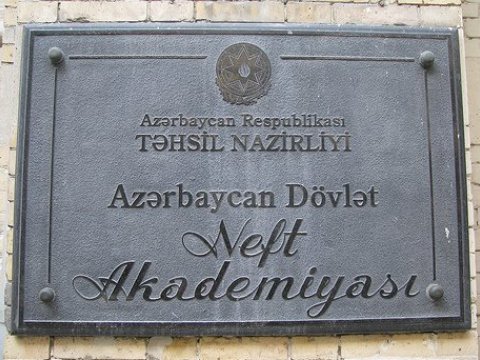 Azərbaycan Respublikası
TƏHSİL NAZİRLİYİ
Azərbaycan Dövlət
Neft
Akademiyası